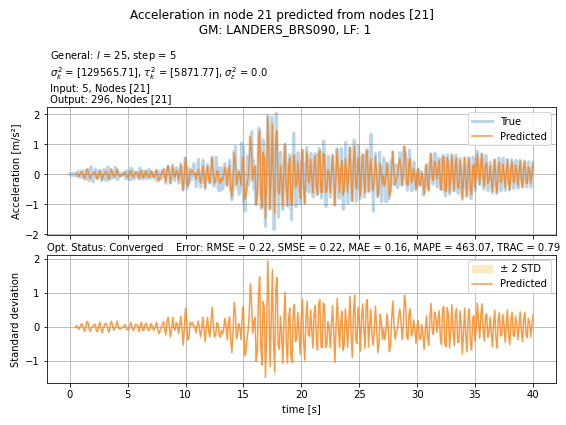 Acceleration in node 21 predicted from nodes [21]
GM: LANDERS_BRS090, LF: 1
General: l = 25, step = 5
σ²ₖ = [129565.71], τ²ₖ = [5871.77], σ²ₑ = 0.0
Input: 5, Nodes [21]
Output: 296, Nodes [21]
Acceleration [m/s²]
2
1
0
−1
−2
True
Predicted
Opt. Status: Converged Error: RMSE = 0.22, SMSE = 0.22, MAE = 0.16, MAPE = 463.07, TRAC = 0.79
Standard deviation
2
1
0
−1
± 2 STD
Predicted
0 5 10 15 20 25 30 35 40
time [s]